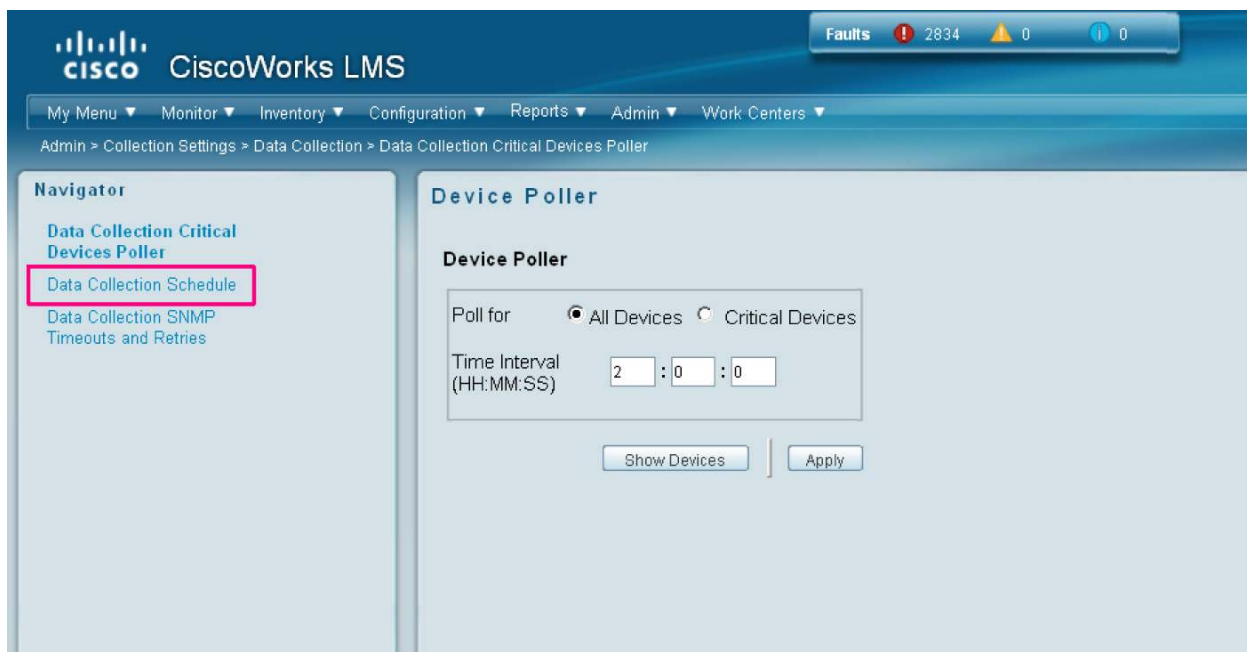 Faults 2834 0 0
CISCO CiscoWorks LMS
My Menu Monitor Inventory Configuration Reports Admin Work Centers
Admin > Collection Settings > Data Collection > Data Collection Critical Devices Poller
Navigator
Data Collection Critical
Devices Poller
Data Collection Schedule
Data Collection SNMP
Timeouts and Retries
Device Poller
Device Poller
Poll for All Devices Critical Devices
Time Interval
(HH:MM:SS) 2 : 0 : 0
Show Devices Apply